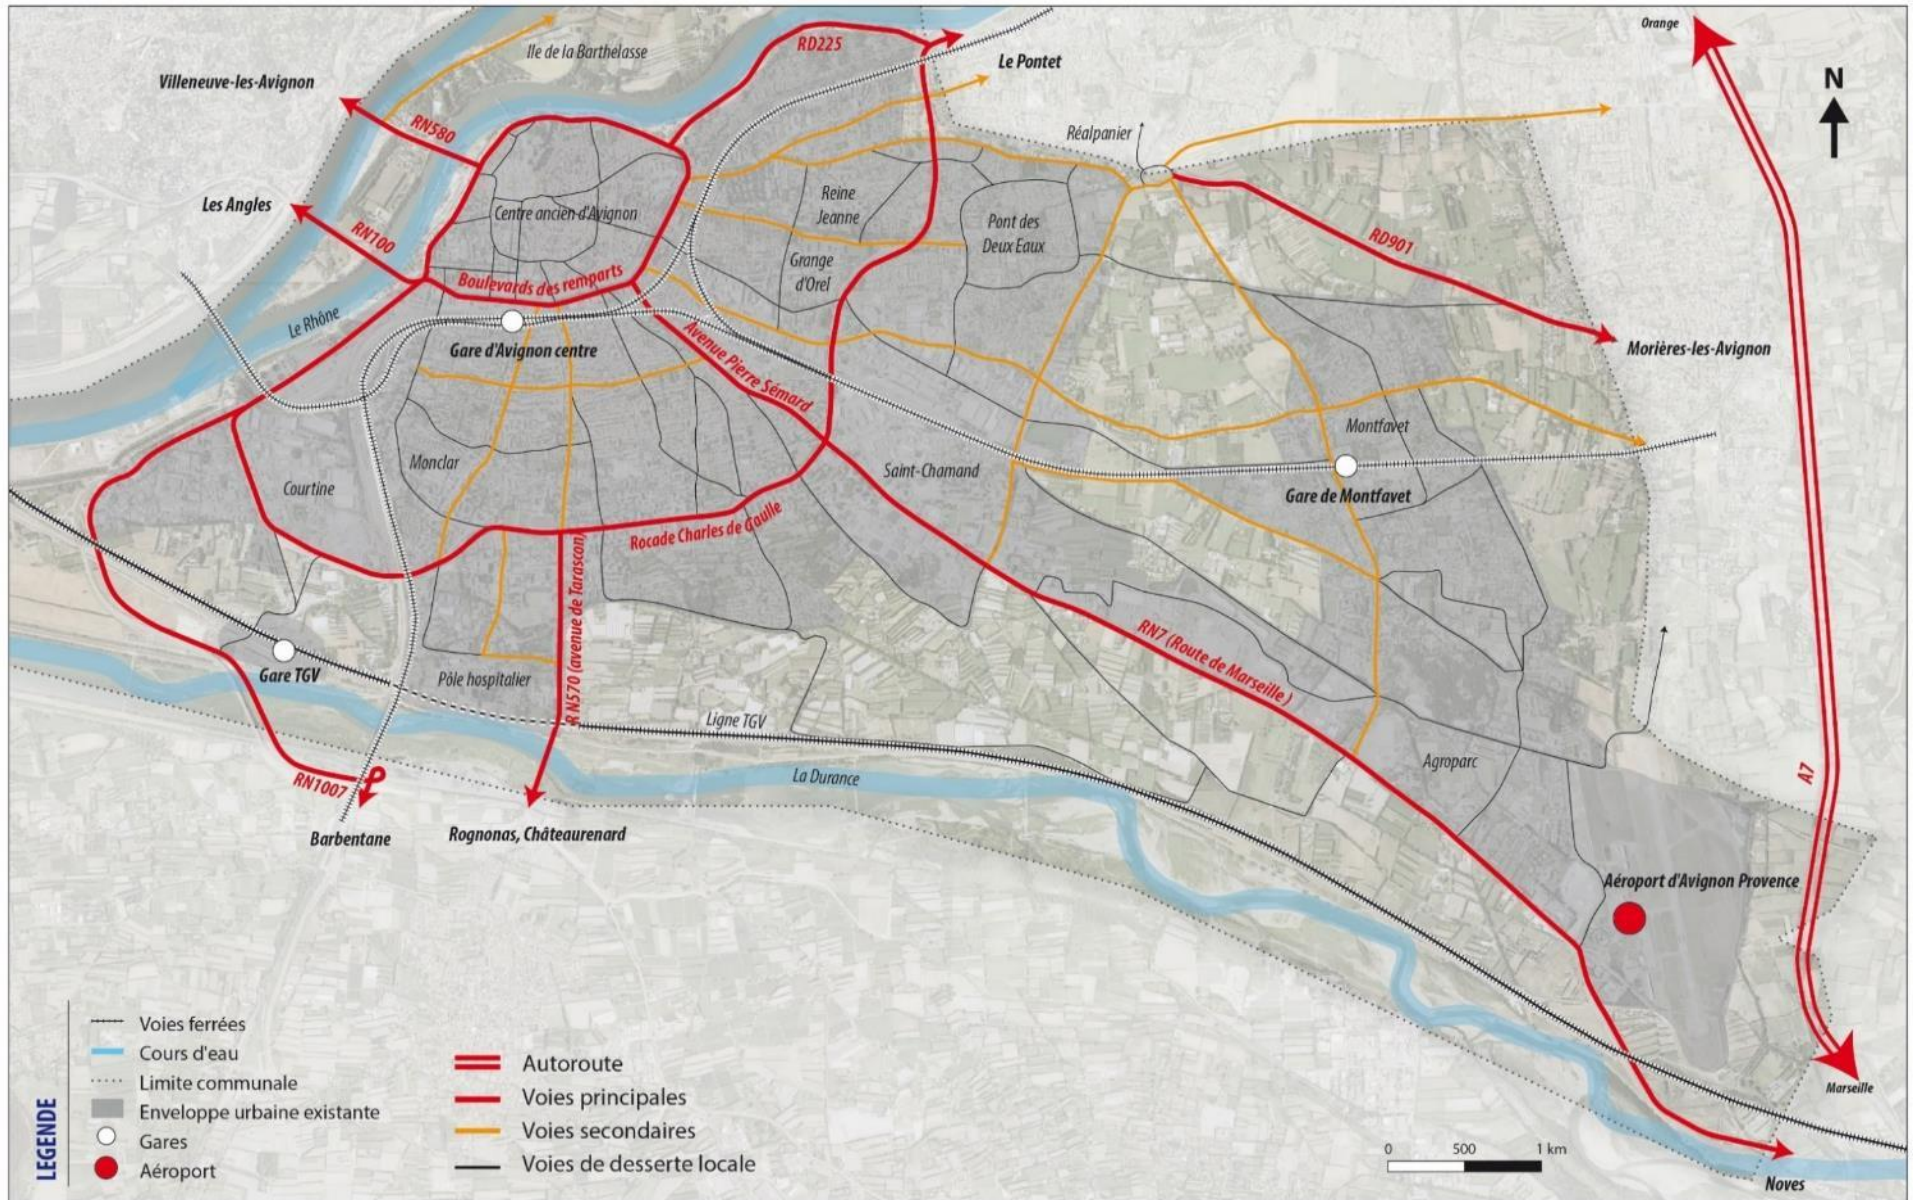 Orange
Ile de la Barthelasse
RD225
Villeneuve-les-Avignon
Le Pontet
N
RN580
Réalpanier
Les Angles
Reine
Jeanne
Centre ancien d'Avignon
Pont des
Deux Eaux
RN100
RD901
Grange
d'Orel
Boulevards des remparts
Le Rhône
Gare d'Avignon centre
Avenue Pierre Sémard
Morières-les-Avignon
Montfavet
Monclar
Saint-Chamand
Courtine
Gare de Montfavet
Rocade Charles de Gaulle
RN570 (avenue de Tarascon)
RN7 (Route de Marseille)
Gare TGV
Pôle hospitalier
Ligne TGV
Agroparc
La Durance
A7
RN1007
Barbentane
Rognonas, Châteaurenard
Aéroport d'Avignon Provence
Marseille
Noves
LEGENDE
Voies ferrées
Cours d'eau
Limite communale
Enveloppe urbaine existante
Gares
Aéroport
Autoroute
Voies principales
Voies secondaires
Voies de desserte locale
0 500 1 km